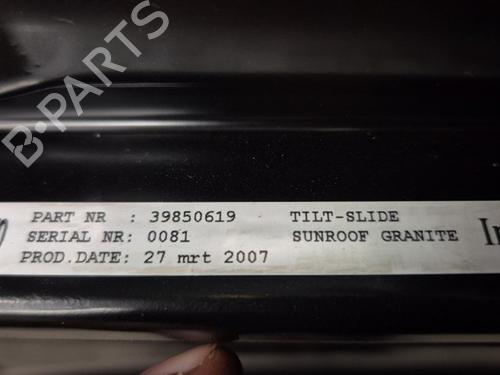 B-PARTS
PART NR : 39850619 TILT-SLIDE
SERIAL NR: 0081 SUNROOF GRANITE
PROD.DATE: 27 mrt 2007